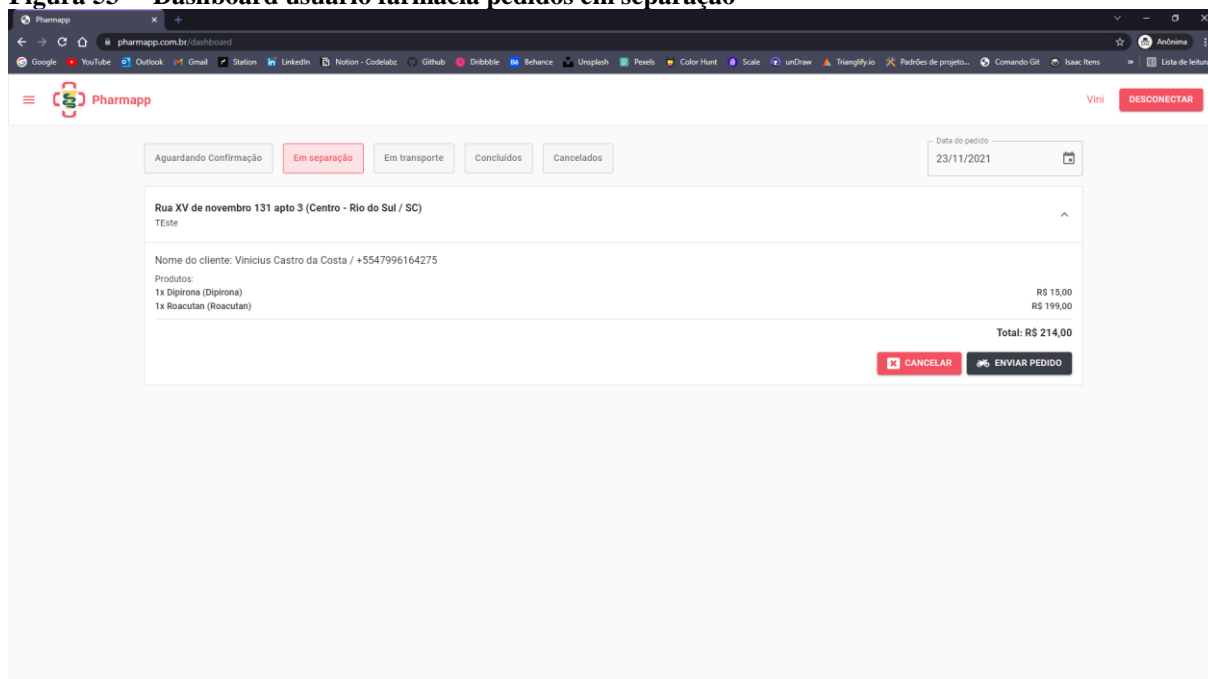 Figura 55 – Dashboard usuário farmácia pedidos em separação
Pharmapp
pharmapp.com.br/dashboard
Anônima
Google YouTube Outlook Gmail Station LinkedIn Notion - Codelabz Github Dribbble Behance Unsplash Pexels Color Hunt Scale unDraw Trianglify.io Padrões de projeto... Comando Git Isaac Itens » Lista de leitura
Pharmapp
Vini
DESCONECTAR
Aguardando Confirmação
Em separação
Em transporte
Concluídos
Cancelados
Data do pedido
23/11/2021
Rua XV de novembro 131 apto 3 (Centro - Rio do Sul / SC)
TEste
Nome do cliente: Vinicius Castro da Costa / +5547996164275
Produtos:
1x Dipirona (Dipirona) R$ 15,00
1x Roacutan (Roacutan) R$ 199,00
Total: R$ 214,00
CANCELAR
ENVIAR PEDIDO